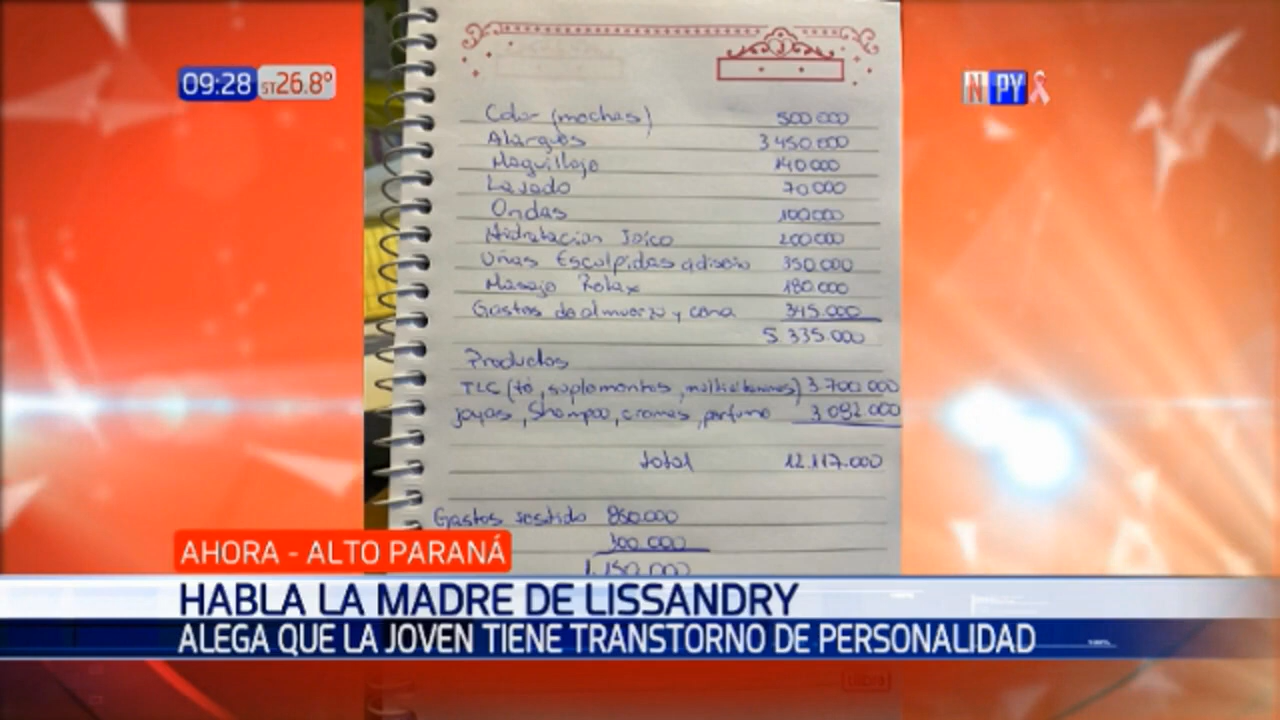 09:28 ST 26.8°
N PY
Color (mechas) 500 000
Alargues 3 450 000
Maquillaje 140 000
Lavado 70 000
Ondas 100 000
Hidratacion Joico 200 000
Uñas Esculpidas a diseño 350 000
Masaje Relax 180 000
Gastos de almuerzo y cena 345.000
5 335.000
Productos
TLC (té, suplementos, multivitaminas) 3.700 000
joyas, Shampoo, cremas, perfume 3 082 000
total 12.117.000
Gastos vestido 850.000
300 000
1.150 000
AHORA - ALTO PARANÁ
HABLA LA MADRE DE LISSANDRY
ALEGA QUE LA JOVEN TIENE TRANSTORNO DE PERSONALIDAD